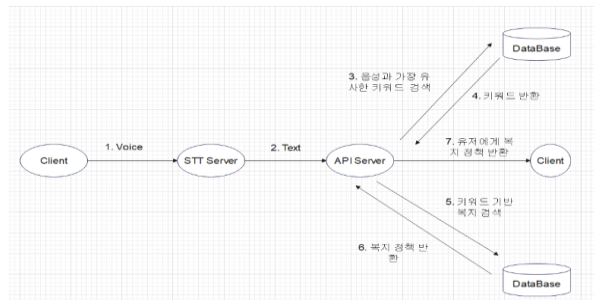 DataBase
3. 음성과 가장 유
사한 키워드 검색
4. 키워드 반환
1. Voice
2. Text
7. 유저에게 복
지 정책 반환
Client
STT Server
API Server
Client
5. 키워드 기반
복지 검색
6. 복지 정책 반
환
DataBase